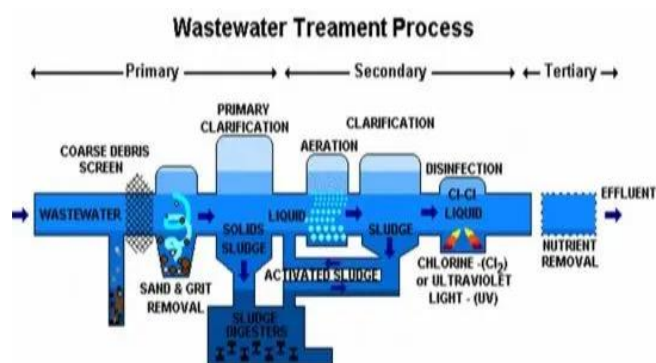 Wastewater Treament Process
Primary
Secondary
Tertiary
COARSE DEBRIS
SCREEN
PRIMARY
CLARIFICATION
AERATION
CLARIFICATION
DISINFECTION
Cl-Cl
LIQUID
EFFLUENT
WASTEWATER
SOLIDS
SLUDGE
LIQUID
SLUDGE
SAND & GRIT
REMOVAL
ACTIVATED SLUDGE
CHLORINE -(Cl2)
or ULTRAVIOLET
LIGHT - (UV)
NUTRIENT
REMOVAL
SLUDGE
DIGESTERS